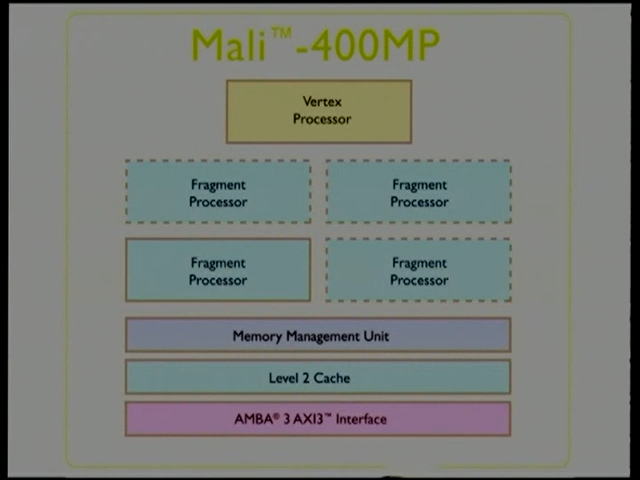 Mali™-400MP
Vertex
Processor
Fragment
Processor
Fragment
Processor
Fragment
Processor
Fragment
Processor
Memory Management Unit
Level 2 Cache
AMBA® 3 AXI3™ Interface